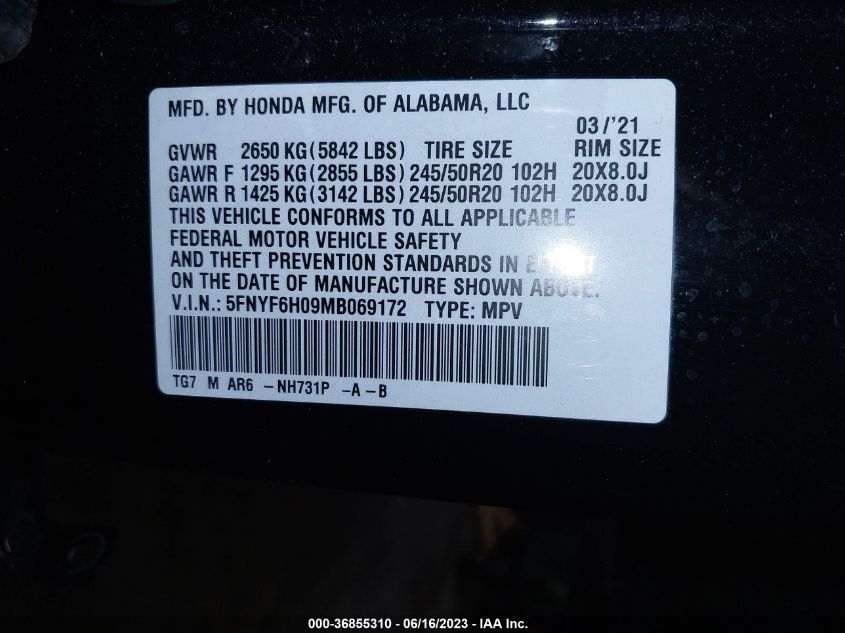 MFD. BY HONDA MFG. OF ALABAMA, LLC
03/'21
GVWR 2650 KG(5842 LBS) TIRE SIZE RIM SIZE
GAWR F 1295 KG(2855 LBS) 245/50R20 102H 20X8.0J
GAWR R 1425 KG(3142 LBS) 245/50R20 102H 20X8.0J
THIS VEHICLE CONFORMS TO ALL APPLICABLE
FEDERAL MOTOR VEHICLE SAFETY
AND THEFT PREVENTION STANDARDS IN EFFECT
ON THE DATE OF MANUFACTURE SHOWN ABOVE.
V.I.N.: 5FNYF6H09MB069172 TYPE: MPV
TG7 M AR6 -NH731P -A-B
000-36855310 - 06/16/2023 - IAA Inc.